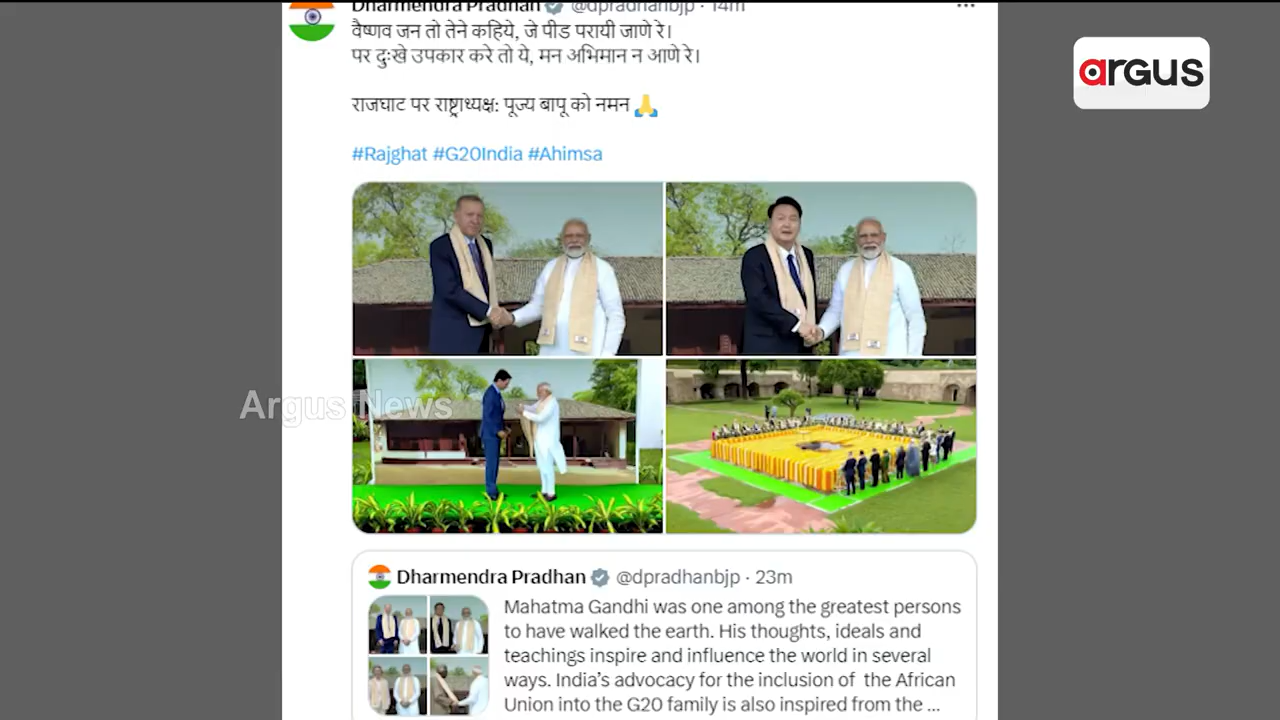 Dharmendra Pradhan @dpradhanbjp · 14m
वैष्णव जन तो तेने कहिये, जे पीड परायी जाणे रे।
पर दुःखे उपकार करे तो ये, मन अभिमान न आणे रे।
राजघाट पर राष्ट्राध्यक्ष: पूज्य बापू को नमन 🙏
#Rajghat #G20India #Ahimsa
argus
Argus News
Dharmendra Pradhan @dpradhanbjp · 23m
Mahatma Gandhi was one among the greatest persons
to have walked the earth. His thoughts, ideals and
teachings inspire and influence the world in several
ways. India's advocacy for the inclusion of the African
Union into the G20 family is also inspired from the ...